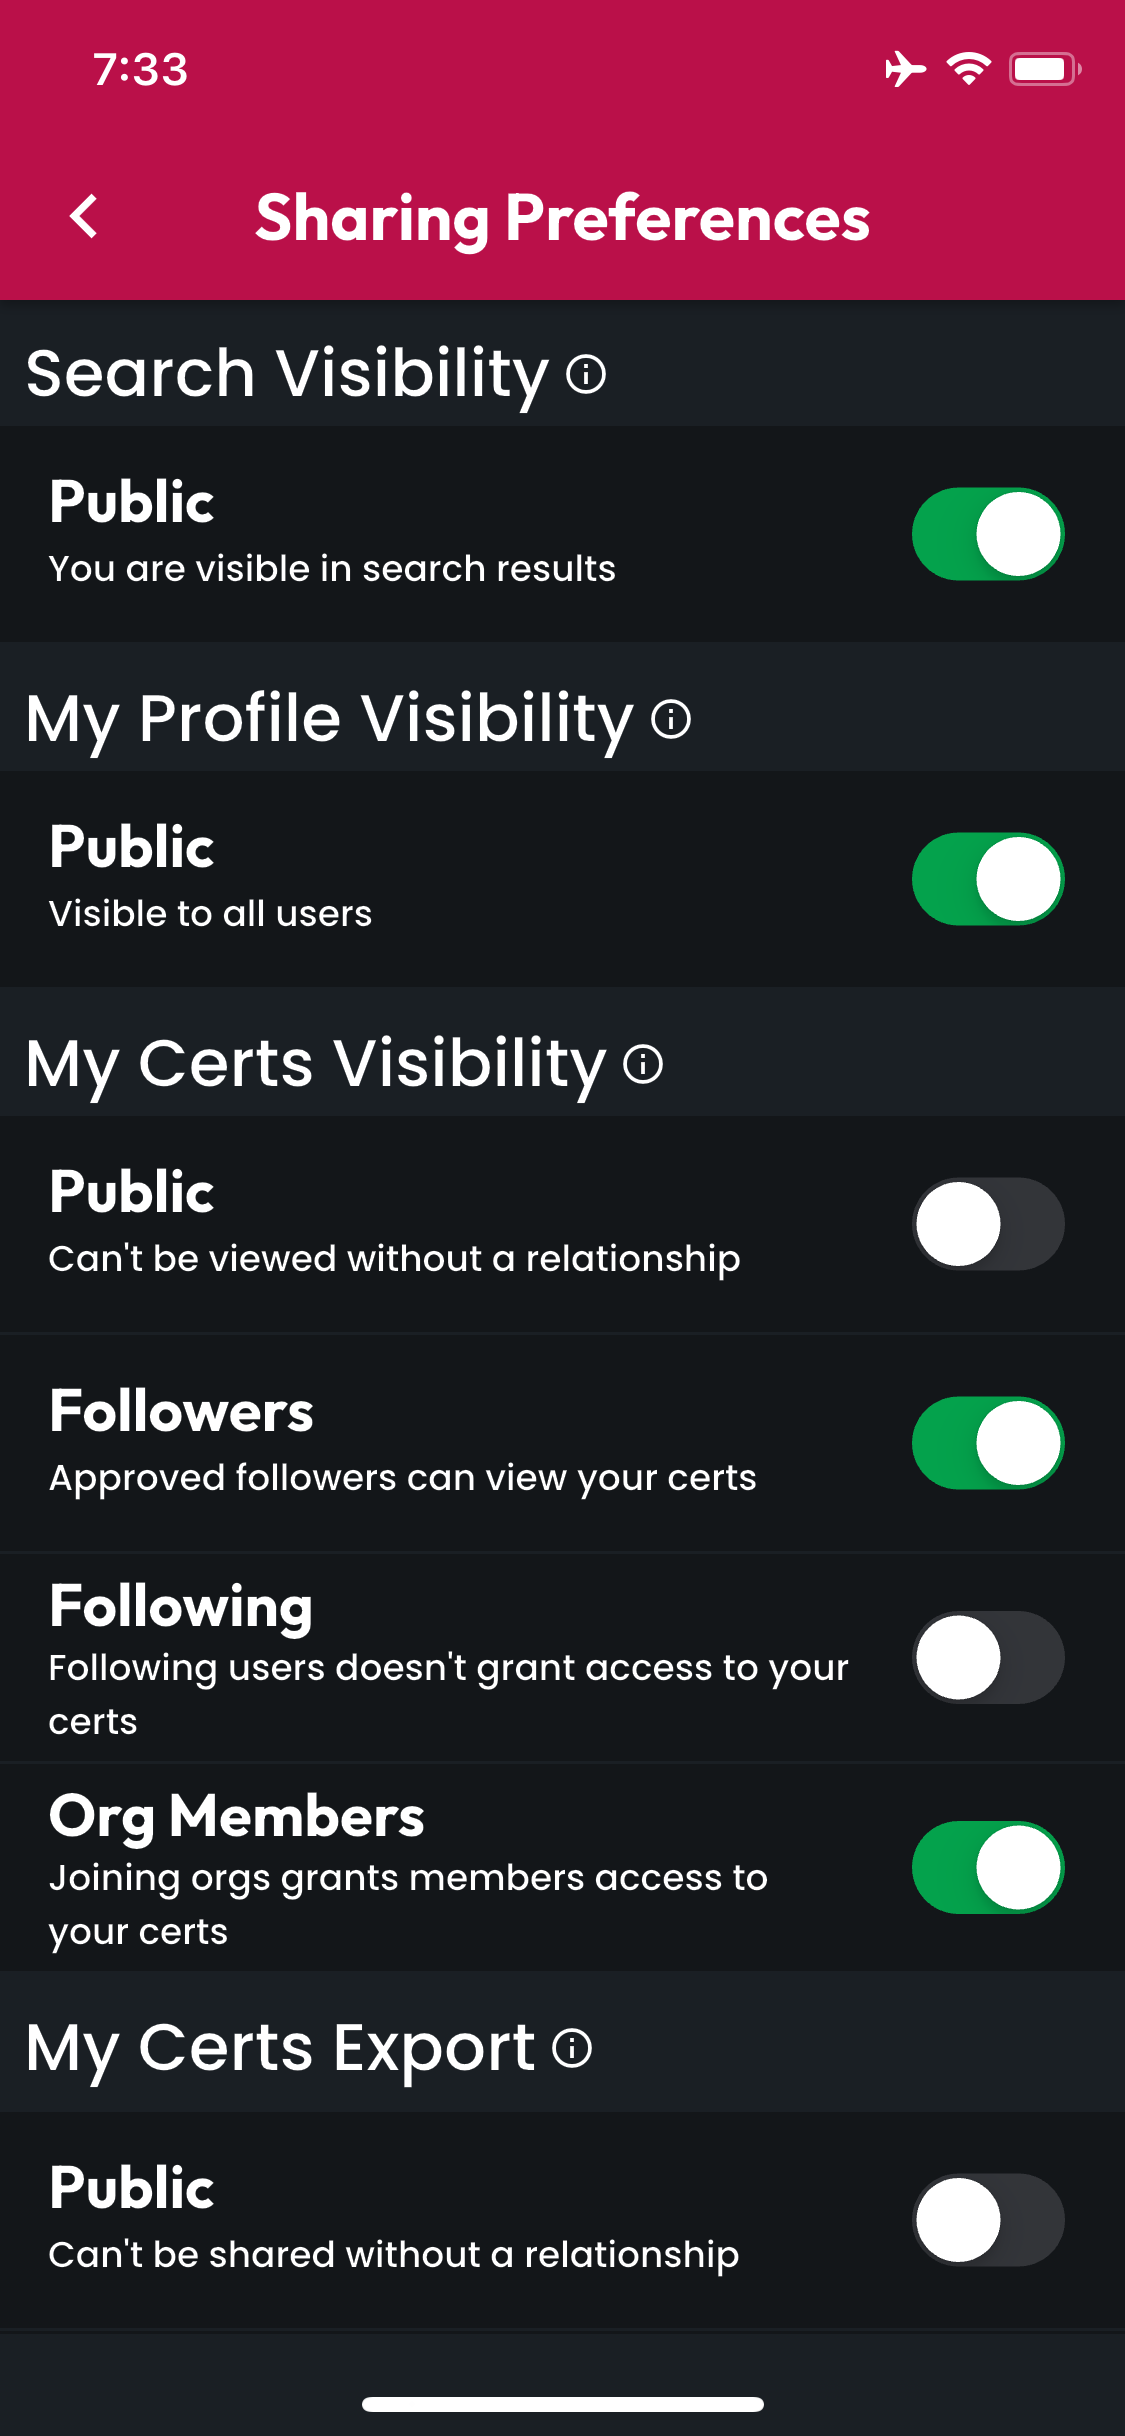 7:33
Sharing Preferences
Search Visibility
Public
You are visible in search results
My Profile Visibility
Public
Visible to all users
My Certs Visibility
Public
Can't be viewed without a relationship
Followers
Approved followers can view your certs
Following
Following users doesn't grant access to your
certs
Org Members
Joining orgs grants members access to
your certs
My Certs Export
Public
Can't be shared without a relationship